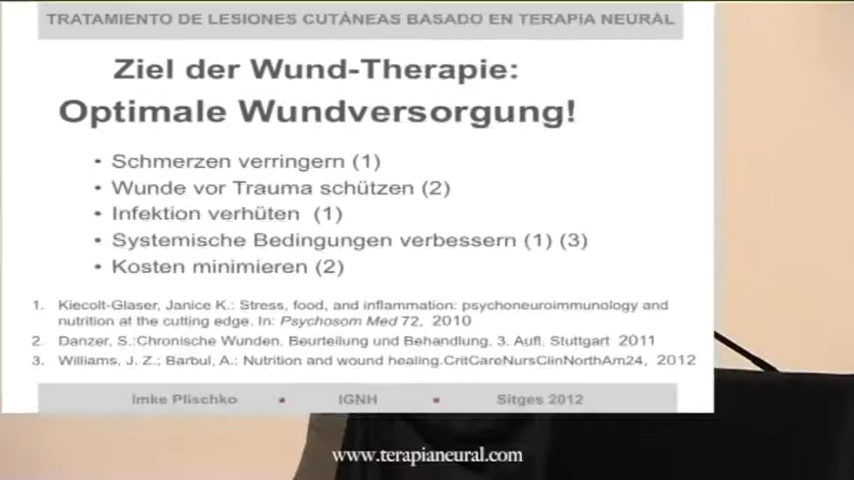 TRATAMIENTO DE LESIONES CUTÁNEAS BASADO EN TERAPIA NEURAL
Ziel der Wund-Therapie:
Optimale Wundversorgung!
• Schmerzen verringern (1)
• Wunde vor Trauma schützen (2)
• Infektion verhüten (1)
• Systemische Bedingungen verbessern (1) (3)
• Kosten minimieren (2)
1. Kiecolt-Glaser, Janice K.: Stress, food, and inflammation: psychoneuroimmunology and
nutrition at the cutting edge. In: Psychosom Med 72, 2010
2. Danzer, S.:Chronische Wunden. Beurteilung und Behandlung. 3. Aufl. Stuttgart 2011
3. Williams, J. Z.; Barbul, A.: Nutrition and wound healing.CritCareNursClinNorthAm24, 2012
Imke Plischko • IGNH • Sitges 2012
www.terapianeural.com